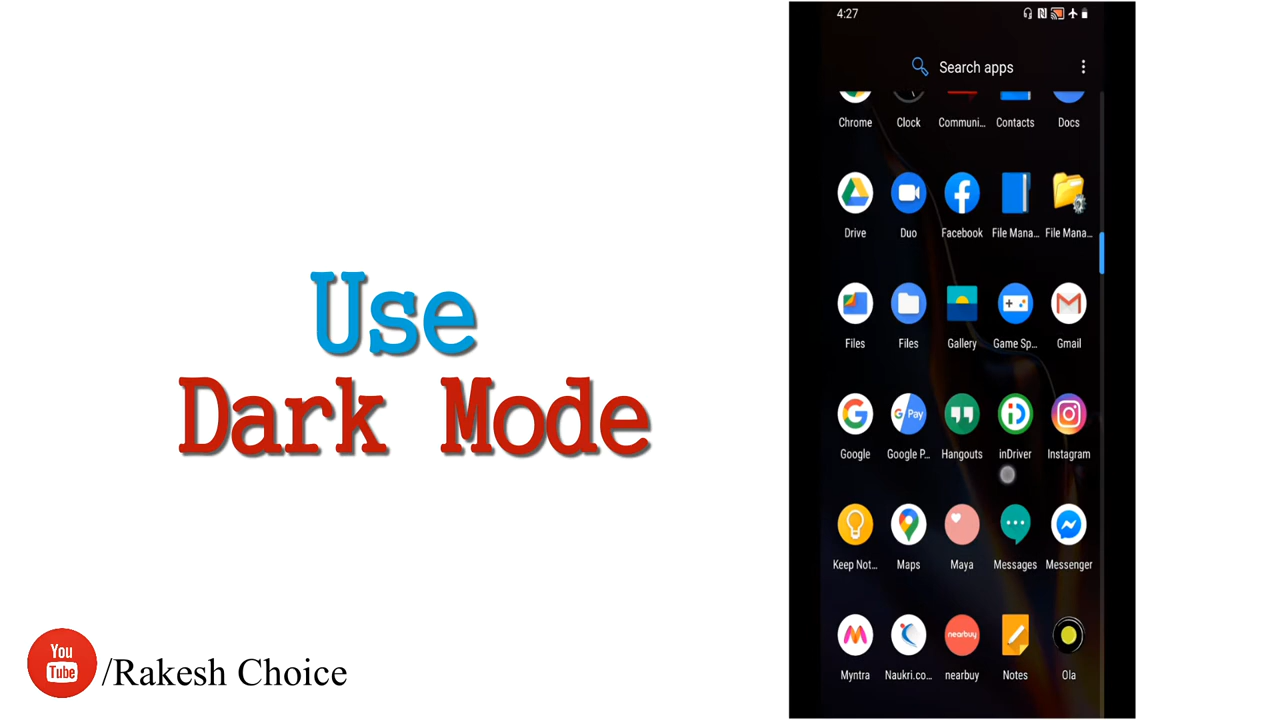 4:27
Search apps
Chrome Clock Communi... Contacts Docs
Drive Duo Facebook File Mana... File Mana...
Files Files Gallery Game Sp... Gmail
G Pay
Google Google P... Hangouts inDriver Instagram
Keep Not... Maps Maya Messages Messenger
nearbuy
Myntra Naukri.co... nearbuy Notes Ola
Use
Dark Mode
You
Tube
/Rakesh Choice